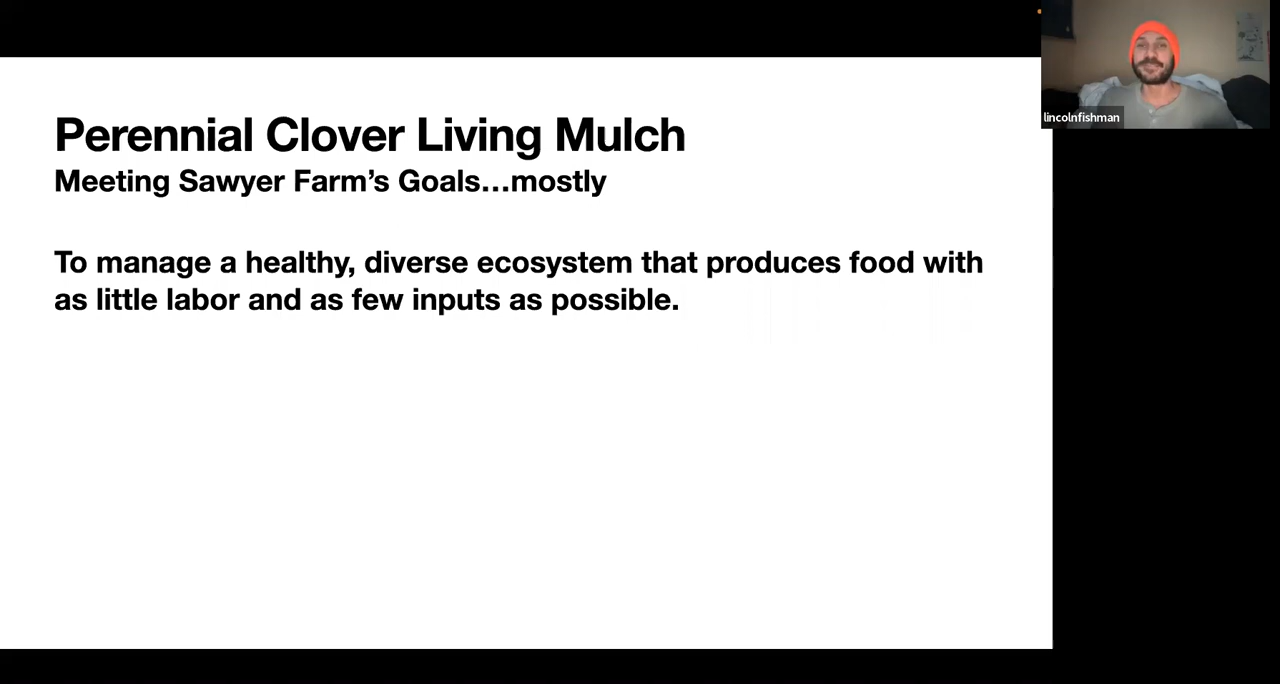 Perennial Clover Living Mulch
Meeting Sawyer Farm’s Goals…mostly
To manage a healthy, diverse ecosystem that produces food with
as little labor and as few inputs as possible.
lincolnfishman